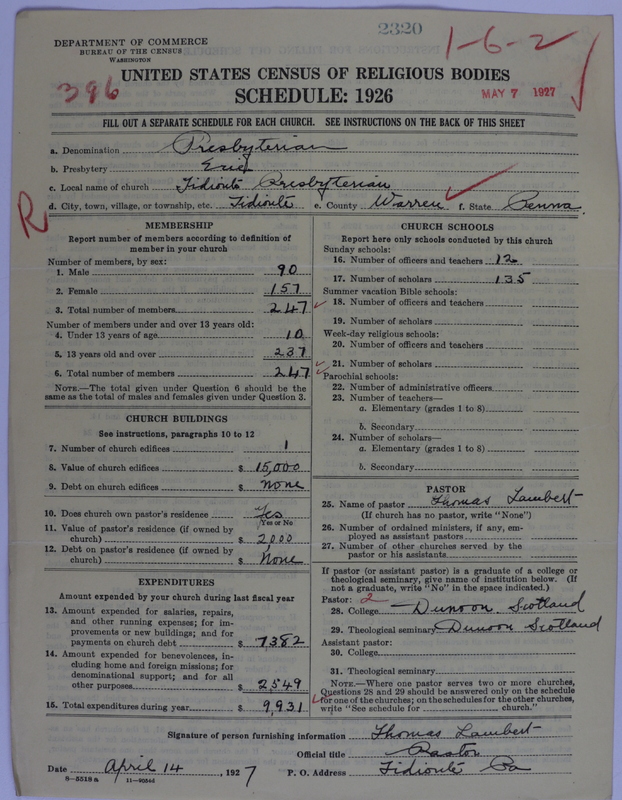 2320
DEPARTMENT OF COMMERCE
BUREAU OF THE CENSUS
WASHINGTON
1-6-2
396
UNITED STATES CENSUS OF RELIGIOUS BODIES
SCHEDULE: 1926
MAY 7 1927
FILL OUT A SEPARATE SCHEDULE FOR EACH CHURCH. SEE INSTRUCTIONS ON THE BACK OF THIS SHEET
a. Denomination Presbyterian
b. Presbytery Erie
c. Local name of church Tidioute Presbyterian
d. City, town, village, or township, etc. Tidioute e. County Warren f. State Penna.
R
MEMBERSHIP
Report number of members according to definition of
member in your church
Number of members, by sex:
1. Male 90
2. Female 157
3. Total number of members 247
Number of members under and over 13 years old:
4. Under 13 years of age 10
5. 13 years old and over 237
6. Total number of members 247
NOTE.—The total given under Question 6 should be the
same as the total of males and females given under Question 3.
CHURCH BUILDINGS
See instructions, paragraphs 10 to 12
7. Number of church edifices 1
8. Value of church edifices $ 15,000
9. Debt on church edifices $ none
10. Does church own pastor's residence Yes
Yes or No
11. Value of pastor's residence (if owned by
church) $ 2000
12. Debt on pastor's residence (if owned by
church) $ None
EXPENDITURES
Amount expended by your church during last fiscal year
13. Amount expended for salaries, repairs,
and other running expenses; for im-
provements or new buildings; and for
payments on church debt $ 7382
14. Amount expended for benevolences, in-
cluding home and foreign missions; for
denominational support; and for all
other purposes $ 2,549
15. Total expenditures during year $ 9,931
CHURCH SCHOOLS
Report here only schools conducted by this church
Sunday schools:
16. Number of officers and teachers 12
17. Number of scholars 135
Summer vacation Bible schools:
18. Number of officers and teachers
19. Number of scholars
Week-day religious schools:
20. Number of officers and teachers
21. Number of scholars
Parochial schools:
22. Number of administrative officers
23. Number of teachers—
a. Elementary (grades 1 to 8)
b. Secondary
24. Number of scholars—
a. Elementary (grades 1 to 8)
b. Secondary
PASTOR
25. Name of pastor Thomas Lambert
(If church has no pastor, write "None")
26. Number of ordained ministers, if any, em-
ployed as assistant pastors
27. Number of other churches served by the
pastor or his assistants
If pastor (or assistant pastor) is a graduate of a college or
theological seminary, give name of institution below. (If
not a graduate, write "No" in the space indicated.)
Pastor: 2
28. College Dunoon Scotland
29. Theological seminary Dunoon Scotland
Assistant pastor:
30. College
31. Theological seminary
NOTE.—Where one pastor serves two or more churches,
Questions 28 and 29 should be answered only on the schedule
for one of the churches; on the schedules for the other churches,
write "See schedule for church."
Signature of person furnishing information Thomas Lambert
Official title Pastor
Date April 14, 1927 P. O. Address Tidioute Pa
8-5518 a